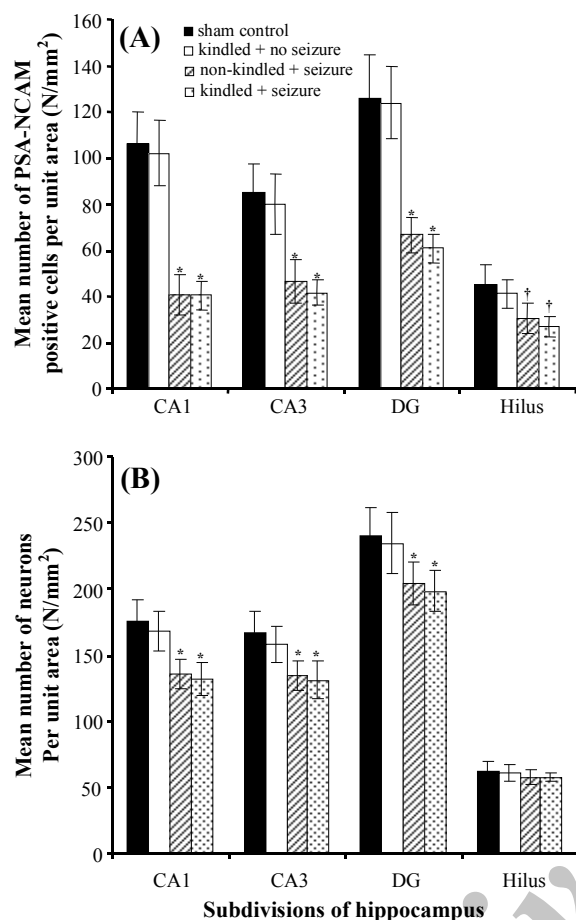 160
140
120
100
80
60
40
20
0
Mean number of PSA-NCAM
positive cells per unit area (N/mm²)
(A)
sham control
kindled + no seizure
non-kindled + seizure
kindled + seizure
* *
* *
* *
† †
CA1 CA3 DG Hilus
300
250
200
150
100
50
0
Mean number of neurons
Per unit area (N/mm²)
(B)
* *
* *
* *
CA1 CA3 DG Hilus
Subdivisions of hippocampus